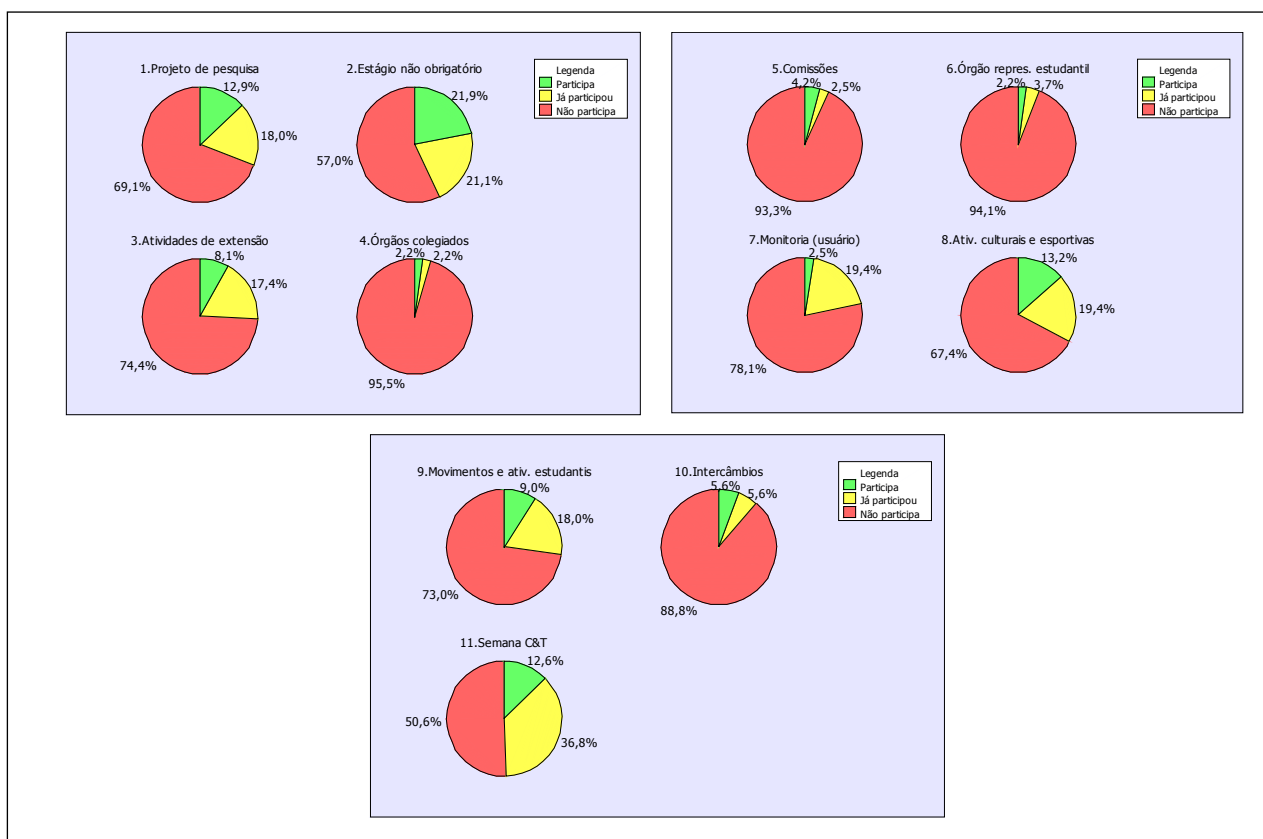 1.Projeto de pesquisa
12,9%
18,0%
69,1%
2.Estágio não obrigatório
21,9%
21,1%
57,0%
Legenda
Participa
Já participou
Não participa
3.Atividades de extensão
8,1%
17,4%
74,4%
4.Órgãos colegiados
2,2%
2,2%
95,5%
5.Comissões
4,2%
2,5%
93,3%
6.Órgão repres. estudantil
2,2%
3,7%
94,1%
Legenda
Participa
Já participou
Não participa
7.Monitoria (usuário)
2,5%
19,4%
78,1%
8.Ativ. culturais e esportivas
13,2%
19,4%
67,4%
9.Movimentos e ativ. estudantis
9,0%
18,0%
73,0%
10.Intercâmbios
5,6%
5,6%
88,8%
Legenda
Participa
Já participou
Não participa
11.Semana C&T
12,6%
36,8%
50,6%